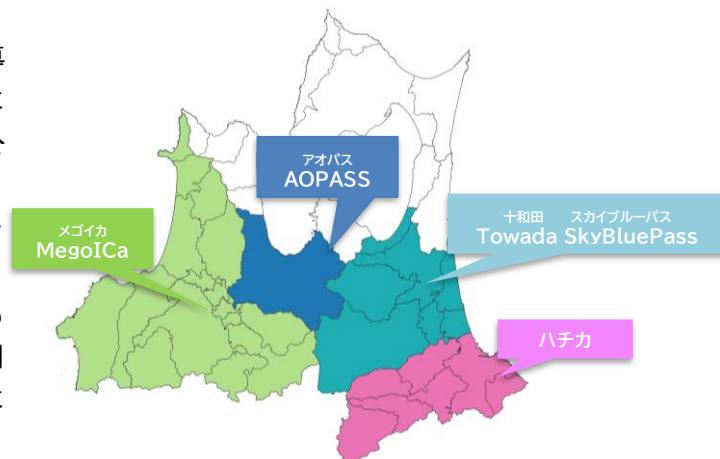 アオパス
AOPASS
十和田 スカイブルーパス
Towada SkyBluePass
メゴイカ
MegoICa
ハチカ